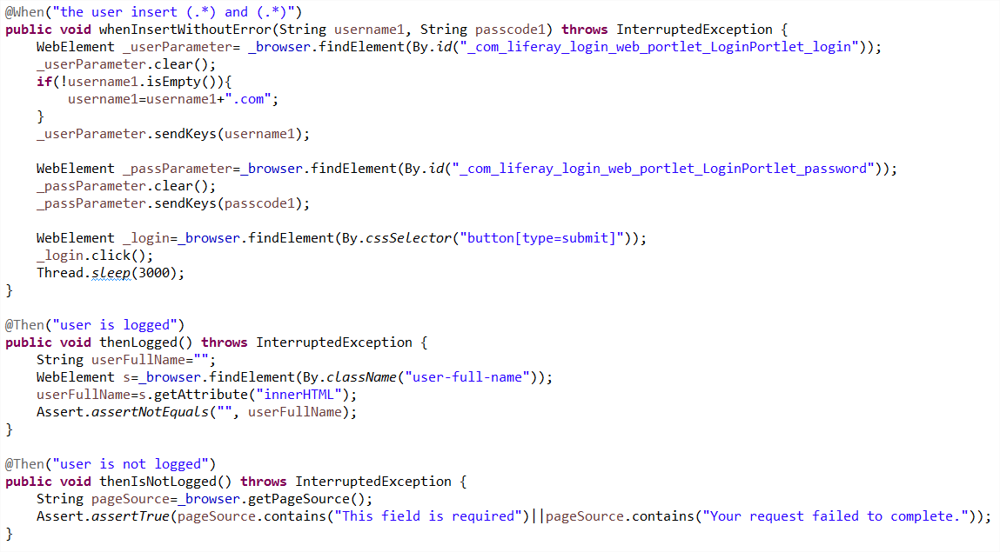 @When("the user insert (.*) and (.*)")
public void whenInsertWithoutError(String username1, String passcode1) throws InterruptedException {
    WebElement _userParameter= _browser.findElement(By.id("_com_liferay_login_web_portlet_LoginPortlet_login"));
    _userParameter.clear();
    if(!username1.isEmpty()){
        username1=username1+".com";
    }
    _userParameter.sendKeys(username1);

    WebElement _passParameter=_browser.findElement(By.id("_com_liferay_login_web_portlet_LoginPortlet_password"));
    _passParameter.clear();
    _passParameter.sendKeys(passcode1);

    WebElement _login=_browser.findElement(By.cssSelector("button[type=submit]"));
    _login.click();
    Thread.sleep(3000);
}

@Then("user is logged")
public void thenLogged() throws InterruptedException {
    String userFullName="";
    WebElement s=_browser.findElement(By.className("user-full-name"));
    userFullName=s.getAttribute("innerHTML");
    Assert.assertNotEquals("", userFullName);
}

@Then("user is not logged")
public void thenIsNotLogged() throws InterruptedException {
    String pageSource=_browser.getPageSource();
    Assert.assertTrue(pageSource.contains("This field is required")||pageSource.contains("Your request failed to complete."));
}